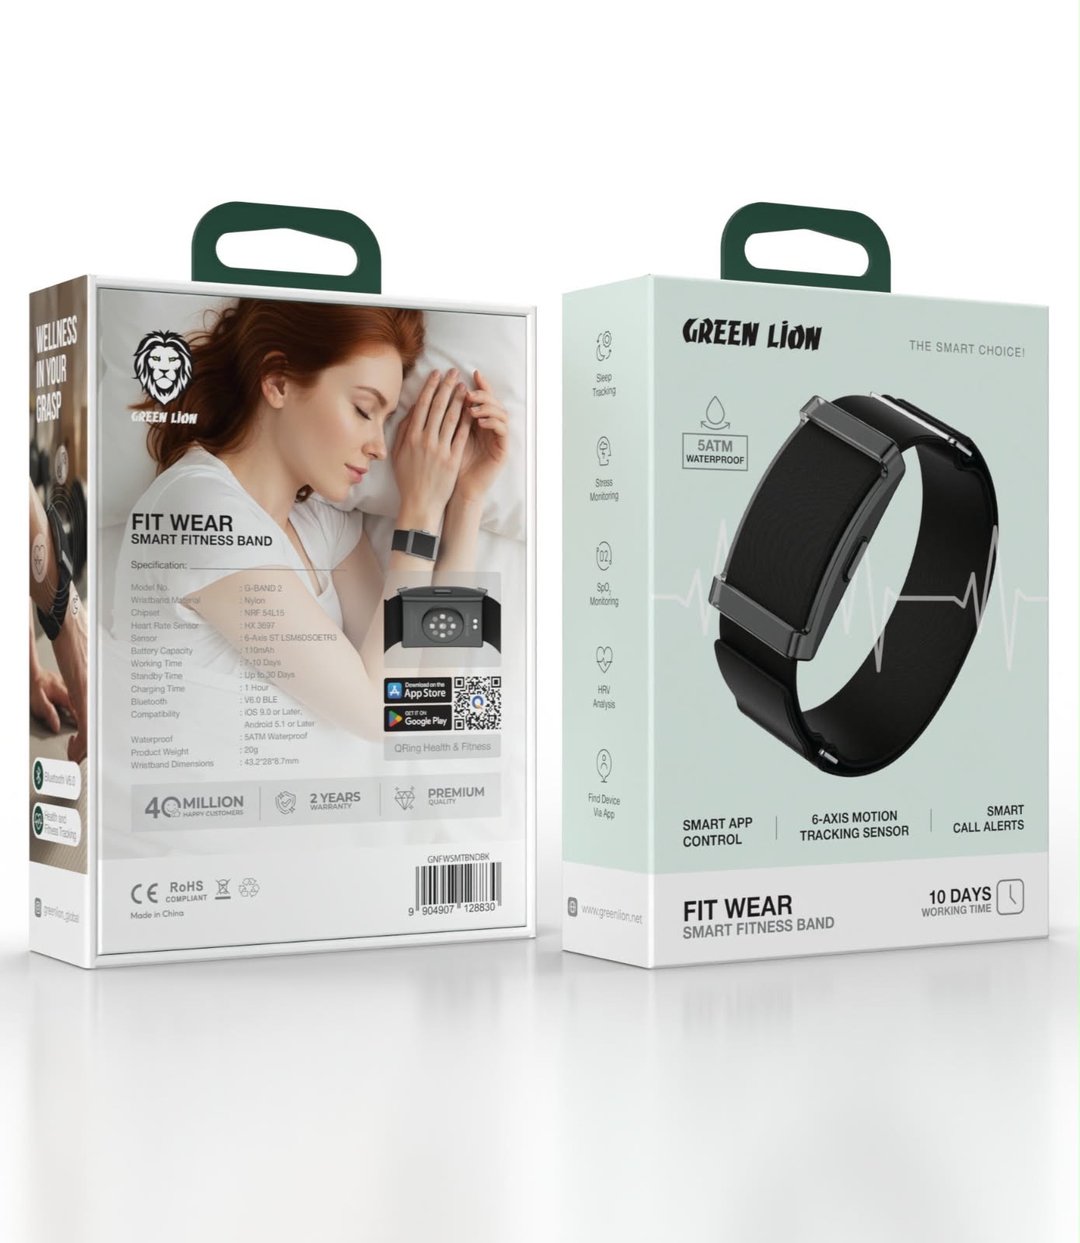 WELLNESS
IN YOUR
GRASP
Bluetooth V6.0
Health and
Fitness Tracking
greenlion_global
GREEN LION
FIT WEAR
SMART FITNESS BAND
Specification:
Model No. : G-BAND 2
Wristband Material : Nylon
Chipset : NRF 54L15
Heart Rate Sensor : HX 3697
Sensor : 6-Axis ST LSM6DSOETR3
Battery Capacity : 110mAh
Working Time : 7-10 Days
Standby Time : Up to 30 Days
Charging Time : 1 Hour
Bluetooth : V6.0 BLE
Compatibility : iOS 9.0 or Later,
Android 5.1 or Later
Waterproof : 5ATM Waterproof
Product Weight : 20g
Wristband Dimensions : 43.2*28*8.7mm
Download on the
App Store
GET IT ON
Google Play
QRing Health & Fitness
40 MILLION
HAPPY CUSTOMERS
2 YEARS
WARRANTY
PREMIUM
QUALITY
CE
RoHS
COMPLIANT
Made in China
GNFWSMTBNDBK
9 904907 128830
Sleep
Tracking
Stress
Monitoring
SpO₂
Monitoring
HRV
Analysis
Find Device
Via App
www.greenlion.net
GREEN LION
THE SMART CHOICE!
5ATM
WATERPROOF
SMART APP
CONTROL
6-AXIS MOTION
TRACKING SENSOR
SMART
CALL ALERTS
FIT WEAR
SMART FITNESS BAND
10 DAYS
WORKING TIME